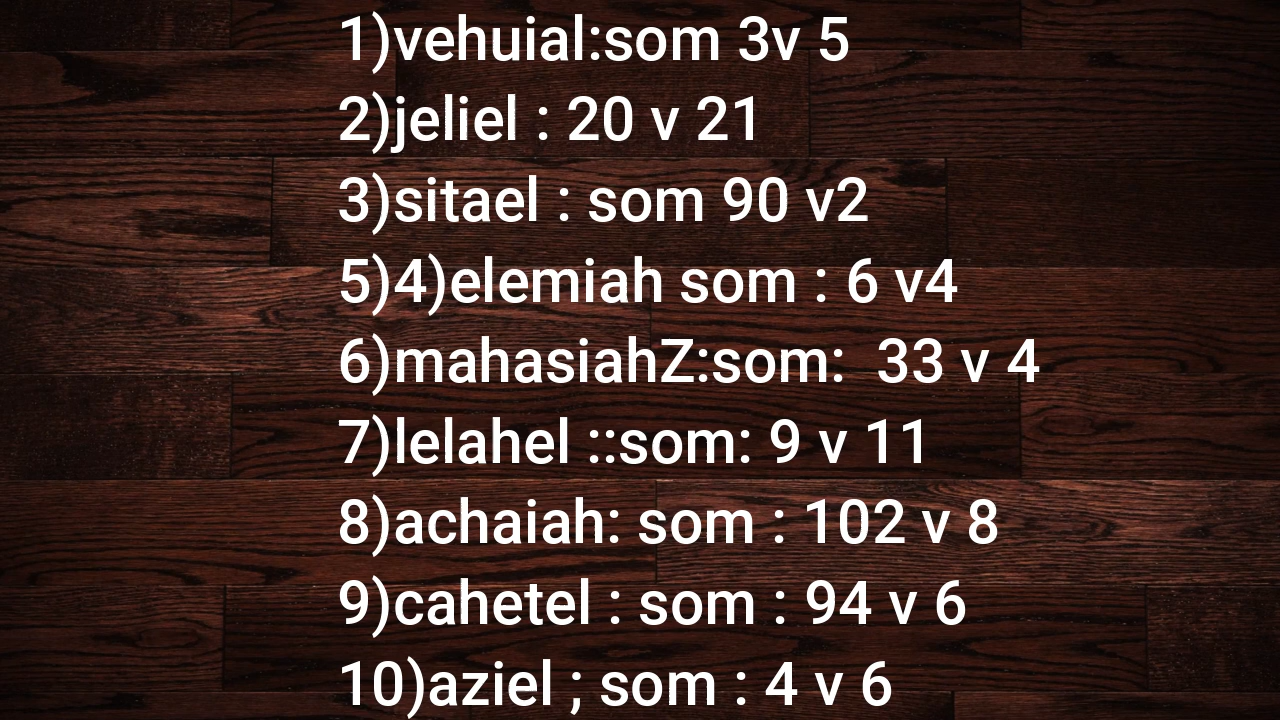 1)vehuial:som 3v 5
2)jeliel : 20 v 21
3)sitael : som 90 v2
5)4)elemiah som : 6 v4
6)mahasiahZ:som:  33 v 4
7)lelahel ::som: 9 v 11
8)achaiah: som : 102 v 8
9)cahetel : som : 94 v 6
10)aziel ; som : 4 v 6